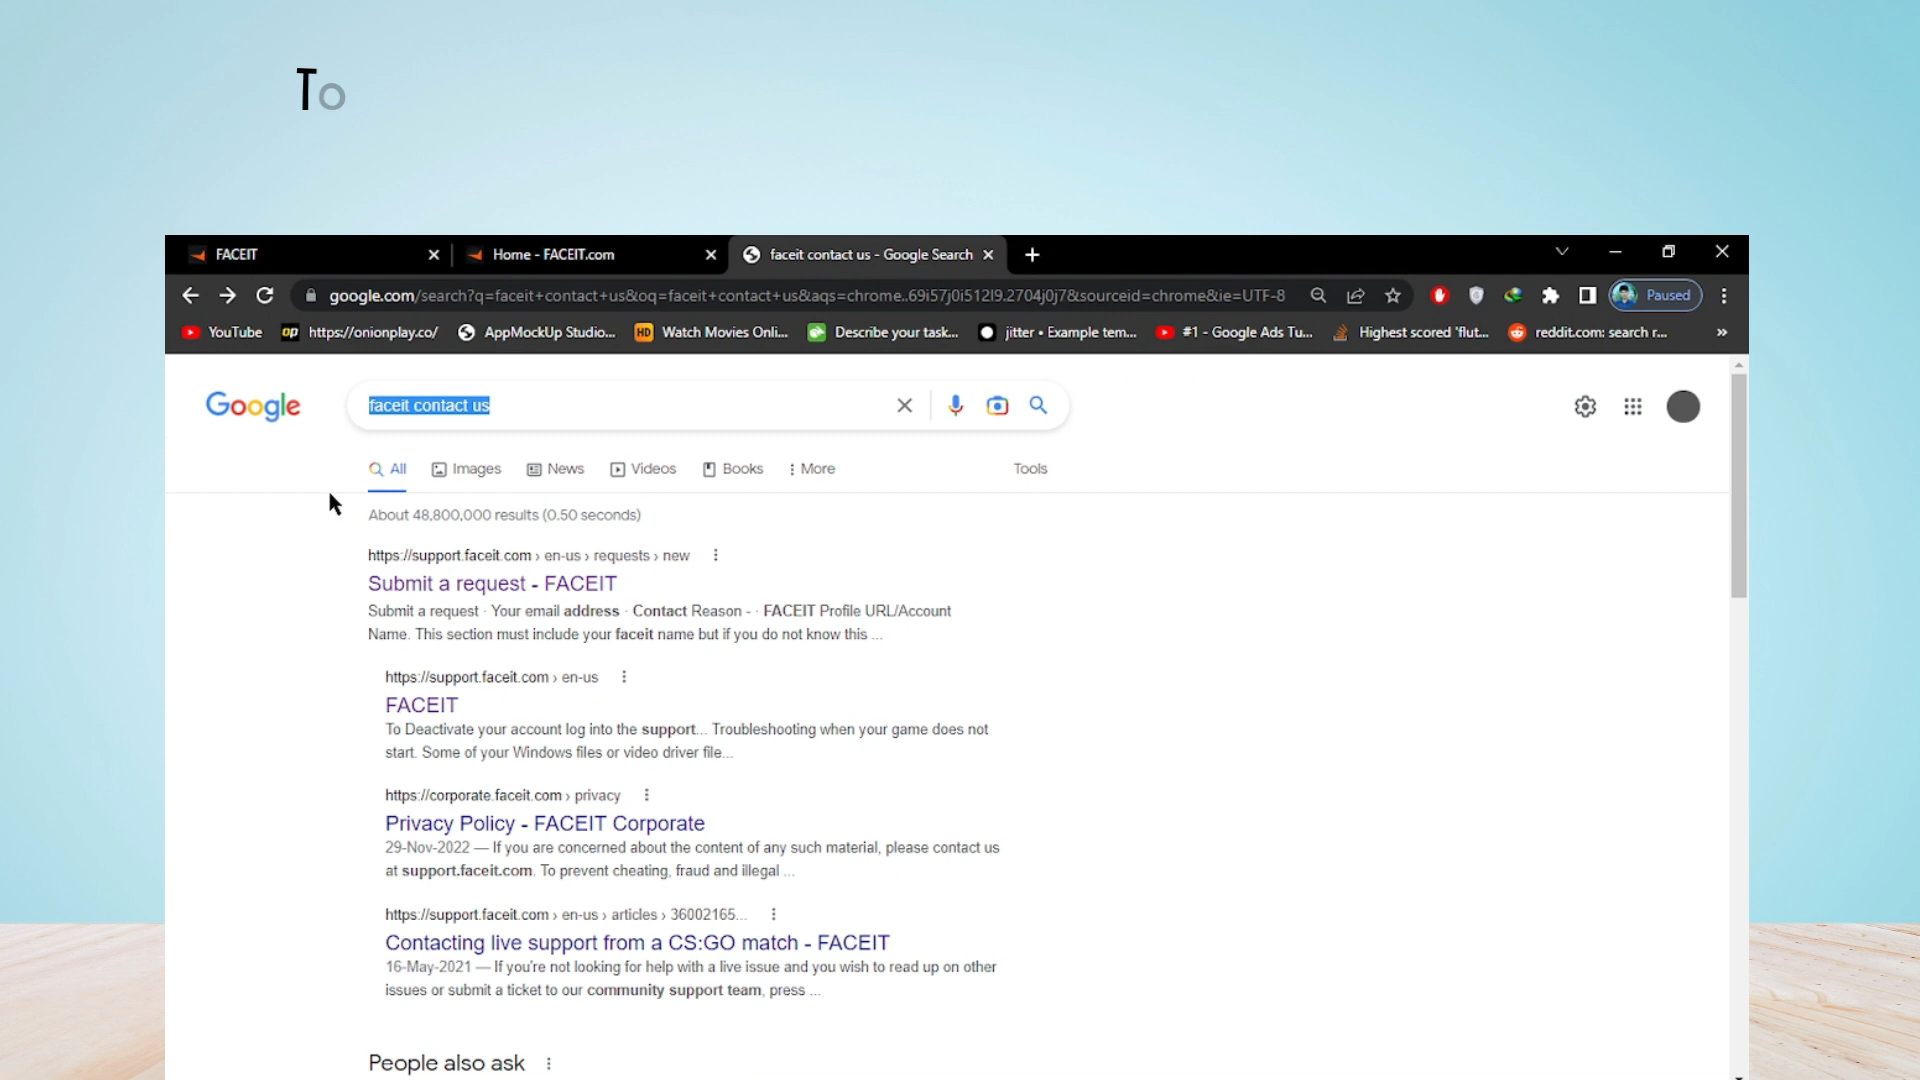 To
FACEIT
Home - FACEIT.com
faceit contact us - Google Search
google.com/search?q=faceit+contact+us&oq=faceit+contact+us&aqs=chrome..69i57j0i512l9.2704j0j7&sourceid=chrome&ie=UTF-8
Paused
YouTube
https://onionplay.co/
AppMockUp Studio...
HD Watch Movies Onli...
Describe your task...
jitter • Example tem...
#1 - Google Ads Tu...
Highest scored 'flut...
reddit.com: search r...
»
Google
faceit contact us
All
Images
News
Videos
Books
More
Tools
About 48,800,000 results (0.50 seconds)
https://support.faceit.com › en-us › requests › new
Submit a request - FACEIT
Submit a request · Your email address · Contact Reason - · FACEIT Profile URL/Account
Name. This section must include your faceit name but if you do not know this ...
https://support.faceit.com › en-us
FACEIT
To Deactivate your account log into the support... Troubleshooting when your game does not
start. Some of your Windows files or video driver file...
https://corporate.faceit.com › privacy
Privacy Policy - FACEIT Corporate
29-Nov-2022 — If you are concerned about the content of any such material, please contact us
at support.faceit.com. To prevent cheating, fraud and illegal ...
https://support.faceit.com › en-us › articles › 36002165...
Contacting live support from a CS:GO match - FACEIT
16-May-2021 — If you're not looking for help with a live issue and you wish to read up on other
issues or submit a ticket to our community support team, press ...
People also ask